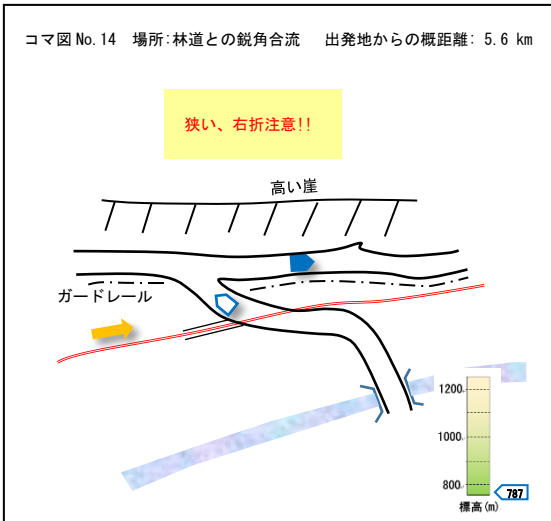 コマ図 No. 14　場所:林道との鋭角合流　出発地からの概距離: 5.6 km
狭い、右折注意!!
高い崖
ガードレール
1200
1000
800
787
標高(m)